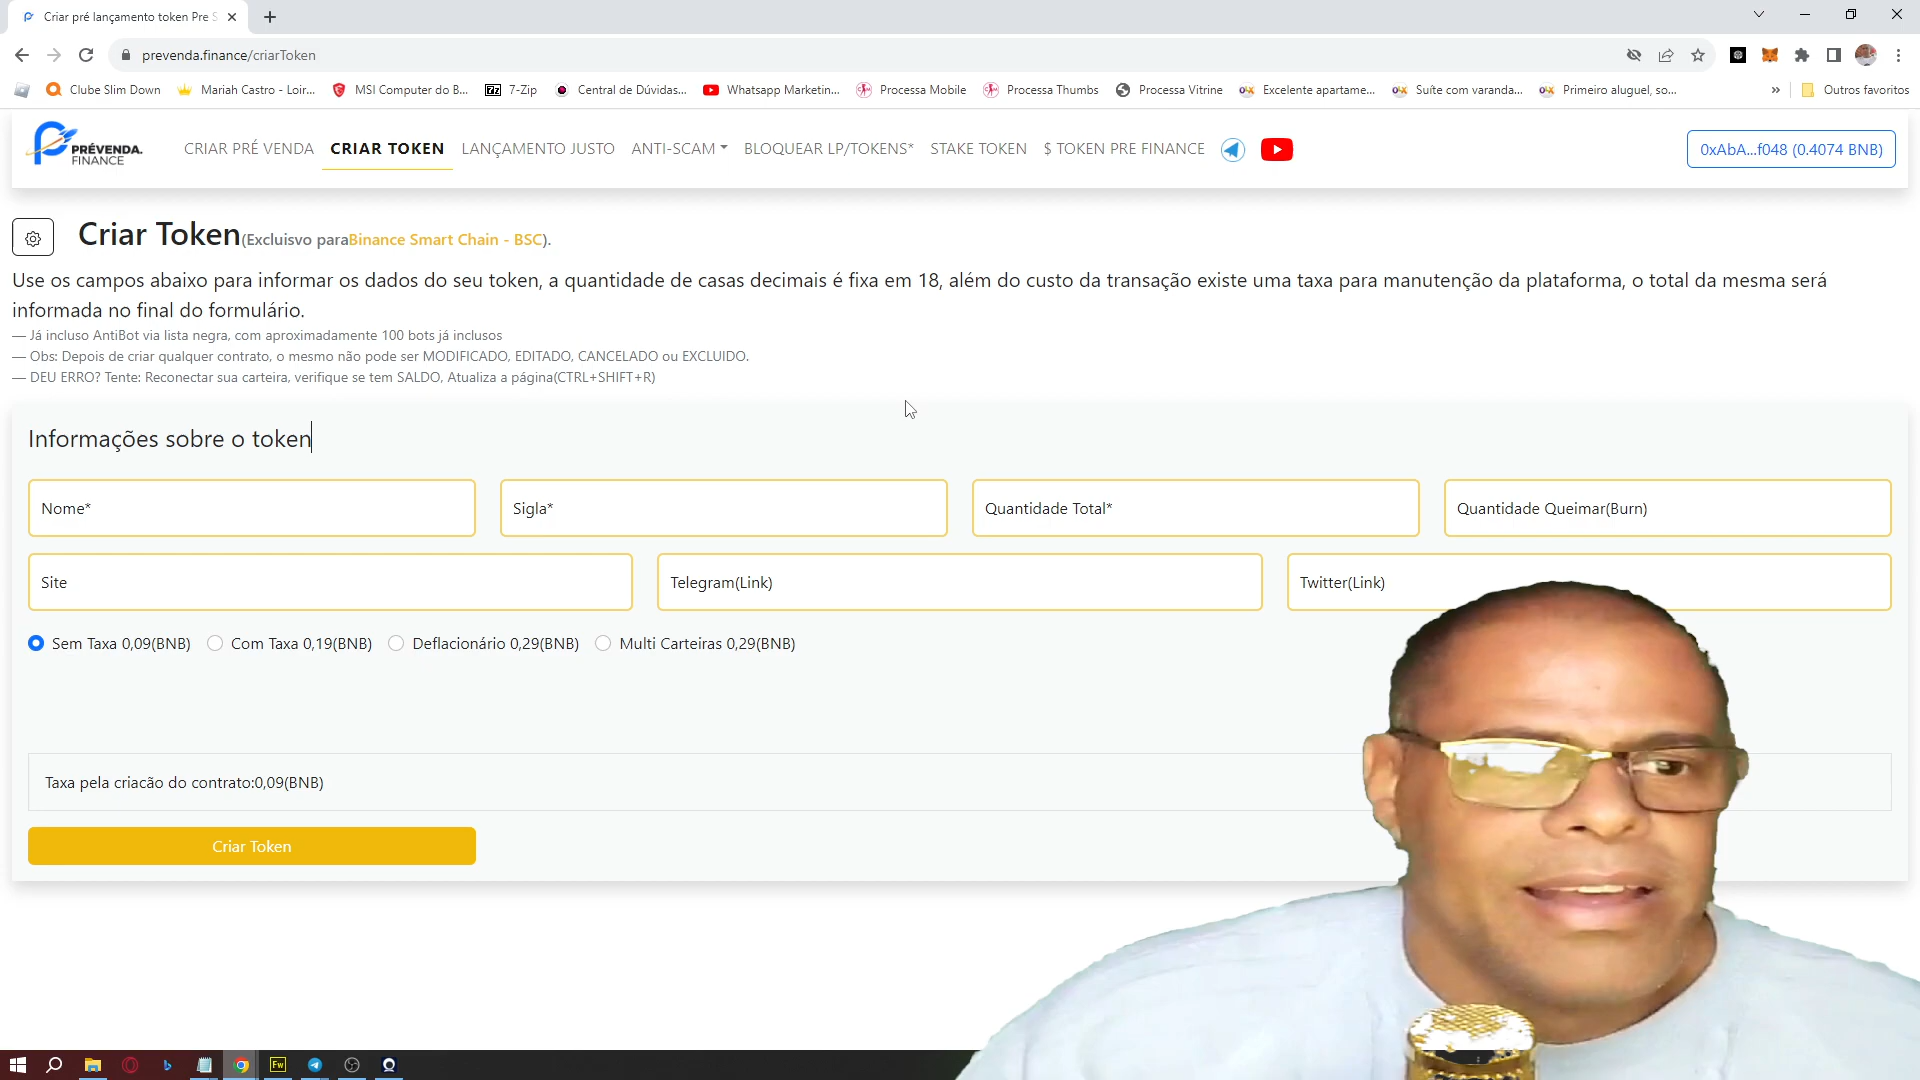 Criar pré lançamento token Pre S
prevenda.finance/criarToken
Clube Slim Down
Mariah Castro - Loir...
MSI Computer do B...
7-Zip
Central de Dúvidas...
Whatsapp Marketin...
Processa Mobile
Processa Thumbs
Processa Vitrine
Excelente apartame...
Suíte com varanda...
Primeiro aluguel, so...
Outros favoritos
PRÉVENDA.
FINANCE
CRIAR PRÉ VENDA
CRIAR TOKEN
LANÇAMENTO JUSTO
ANTI-SCAM
BLOQUEAR LP/TOKENS*
STAKE TOKEN
$ TOKEN PRE FINANCE
0xAbA...f048 (0.4074 BNB)
Criar Token(Excluisvo paraBinance Smart Chain - BSC).
Use os campos abaixo para informar os dados do seu token, a quantidade de casas decimais é fixa em 18, além do custo da transação existe uma taxa para manutenção da plataforma, o total da mesma será
informada no final do formulário.
— Já incluso AntiBot via lista negra, com aproximadamente 100 bots já inclusos
— Obs: Depois de criar qualquer contrato, o mesmo não pode ser MODIFICADO, EDITADO, CANCELADO ou EXCLUIDO.
— DEU ERRO? Tente: Reconectar sua carteira, verifique se tem SALDO, Atualiza a página(CTRL+SHIFT+R)
Informações sobre o token
Nome*
Sigla*
Quantidade Total*
Quantidade Queimar(Burn)
Site
Telegram(Link)
Twitter(Link)
Sem Taxa 0,09(BNB)
Com Taxa 0,19(BNB)
Deflacionário 0,29(BNB)
Multi Carteiras 0,29(BNB)
Taxa pela criacão do contrato:0,09(BNB)
Criar Token
Fw